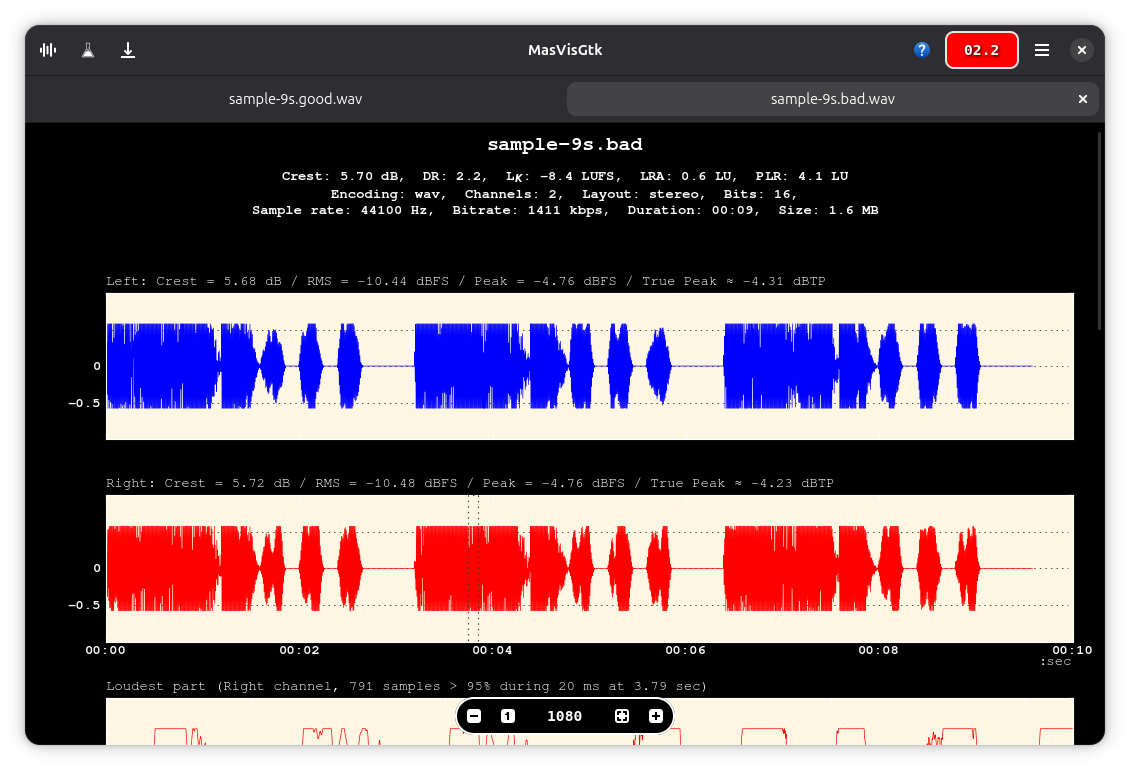 MasVisGtk
? 02.2
sample-9s.good.wav sample-9s.bad.wav
sample-9s.bad
Crest: 5.70 dB, DR: 2.2, LK: -8.4 LUFS, LRA: 0.6 LU, PLR: 4.1 LU
Encoding: wav, Channels: 2, Layout: stereo, Bits: 16,
Sample rate: 44100 Hz, Bitrate: 1411 kbps, Duration: 00:09, Size: 1.6 MB
Left: Crest = 5.68 dB / RMS = -10.44 dBFS / Peak = -4.76 dBFS / True Peak ≈ -4.31 dBTP
0
-0.5
Right: Crest = 5.72 dB / RMS = -10.48 dBFS / Peak = -4.76 dBFS / True Peak ≈ -4.23 dBTP
0
-0.5
00:00 00:02 00:04 00:06 00:08 00:10
:sec
Loudest part (Right channel, 791 samples > 95% during 20 ms at 3.79 sec)
1 1080